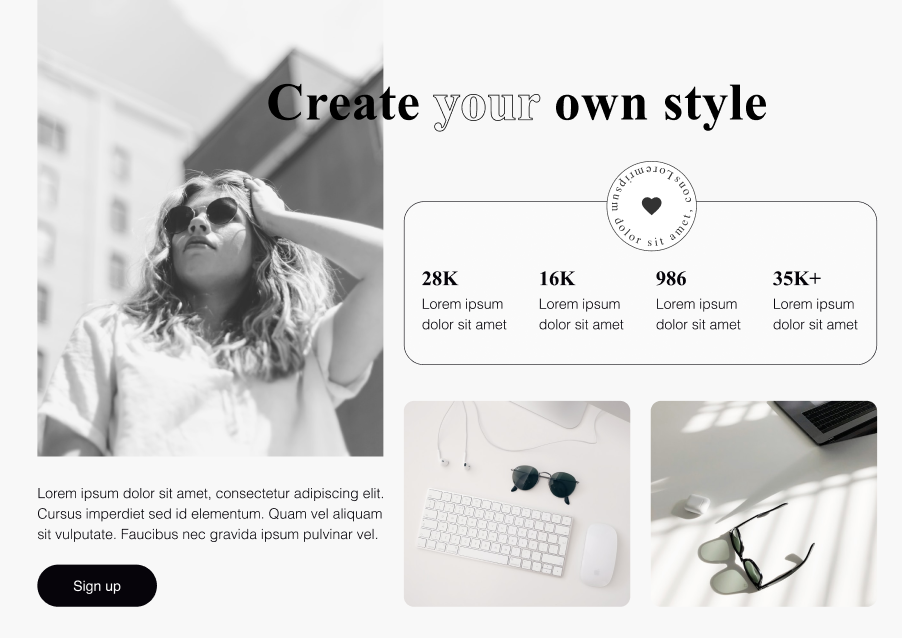 Create your own style
Loremripsum dolor sit amet, cons
28K
Lorem ipsum
dolor sit amet
16K
Lorem ipsum
dolor sit amet
986
Lorem ipsum
dolor sit amet
35K+
Lorem ipsum
dolor sit amet
Lorem ipsum dolor sit amet, consectetur adipiscing elit.
Cursus imperdiet sed id elementum. Quam vel aliquam
sit vulputate. Faucibus nec gravida ipsum pulvinar vel.
Sign up